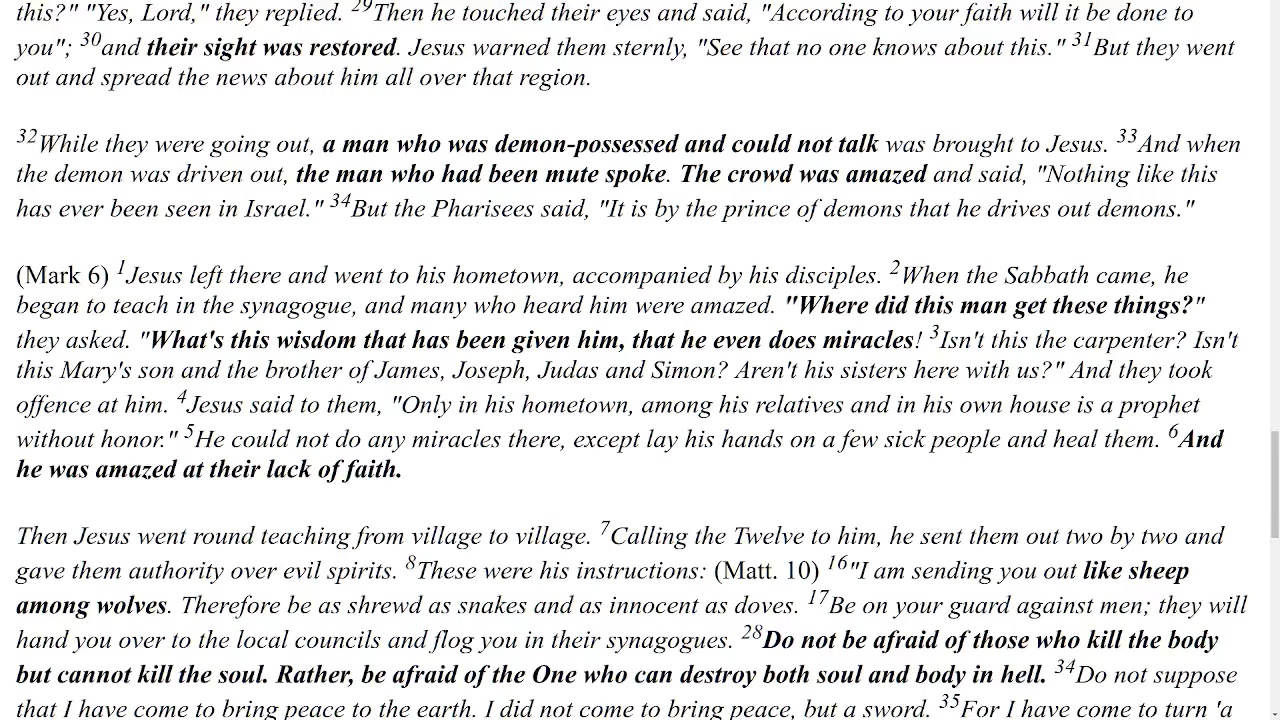 this?" "Yes, Lord," they replied. 29Then he touched their eyes and said, "According to your faith will it be done to
you"; 30and their sight was restored. Jesus warned them sternly, "See that no one knows about this." 31But they went
out and spread the news about him all over that region.
32While they were going out, a man who was demon-possessed and could not talk was brought to Jesus. 33And when
the demon was driven out, the man who had been mute spoke. The crowd was amazed and said, "Nothing like this
has ever been seen in Israel." 34But the Pharisees said, "It is by the prince of demons that he drives out demons."
(Mark 6) 1Jesus left there and went to his hometown, accompanied by his disciples. 2When the Sabbath came, he
began to teach in the synagogue, and many who heard him were amazed. "Where did this man get these things?"
they asked. "What's this wisdom that has been given him, that he even does miracles! 3Isn't this the carpenter? Isn't
this Mary's son and the brother of James, Joseph, Judas and Simon? Aren't his sisters here with us?" And they took
offence at him. 4Jesus said to them, "Only in his hometown, among his relatives and in his own house is a prophet
without honor." 5He could not do any miracles there, except lay his hands on a few sick people and heal them. 6And
he was amazed at their lack of faith.
Then Jesus went round teaching from village to village. 7Calling the Twelve to him, he sent them out two by two and
gave them authority over evil spirits. 8These were his instructions: (Matt. 10) 16"I am sending you out like sheep
among wolves. Therefore be as shrewd as snakes and as innocent as doves. 17Be on your guard against men; they will
hand you over to the local councils and flog you in their synagogues. 28Do not be afraid of those who kill the body
but cannot kill the soul. Rather, be afraid of the One who can destroy both soul and body in hell. 34Do not suppose
that I have come to bring peace to the earth. I did not come to bring peace, but a sword. 35For I have come to turn 'a